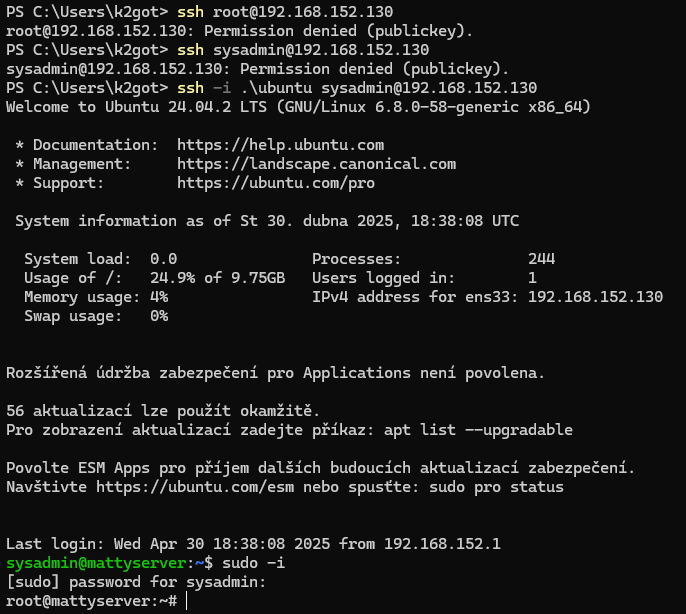 PS C:\Users\k2got> ssh root@192.168.152.130
root@192.168.152.130: Permission denied (publickey).
PS C:\Users\k2got> ssh sysadmin@192.168.152.130
sysadmin@192.168.152.130: Permission denied (publickey).
PS C:\Users\k2got> ssh -i .\ubuntu sysadmin@192.168.152.130
Welcome to Ubuntu 24.04.2 LTS (GNU/Linux 6.8.0-58-generic x86_64)

 * Documentation:  https://help.ubuntu.com
 * Management:     https://landscape.canonical.com
 * Support:        https://ubuntu.com/pro

 System information as of St 30. dubna 2025, 18:38:08 UTC

  System load:  0.0               Processes:              244
  Usage of /:   24.9% of 9.75GB   Users logged in:        1
  Memory usage: 4%                IPv4 address for ens33: 192.168.152.130
  Swap usage:   0%


Rozšířená údržba zabezpečení pro Applications není povolena.

56 aktualizací lze použít okamžitě.
Pro zobrazení aktualizací zadejte příkaz: apt list --upgradable

Povolte ESM Apps pro příjem dalších budoucích aktualizací zabezpečení.
Navštivte https://ubuntu.com/esm nebo spusťte: sudo pro status


Last login: Wed Apr 30 18:38:08 2025 from 192.168.152.1
sysadmin@mattyserver:~$ sudo -i
[sudo] password for sysadmin:
root@mattyserver:~#